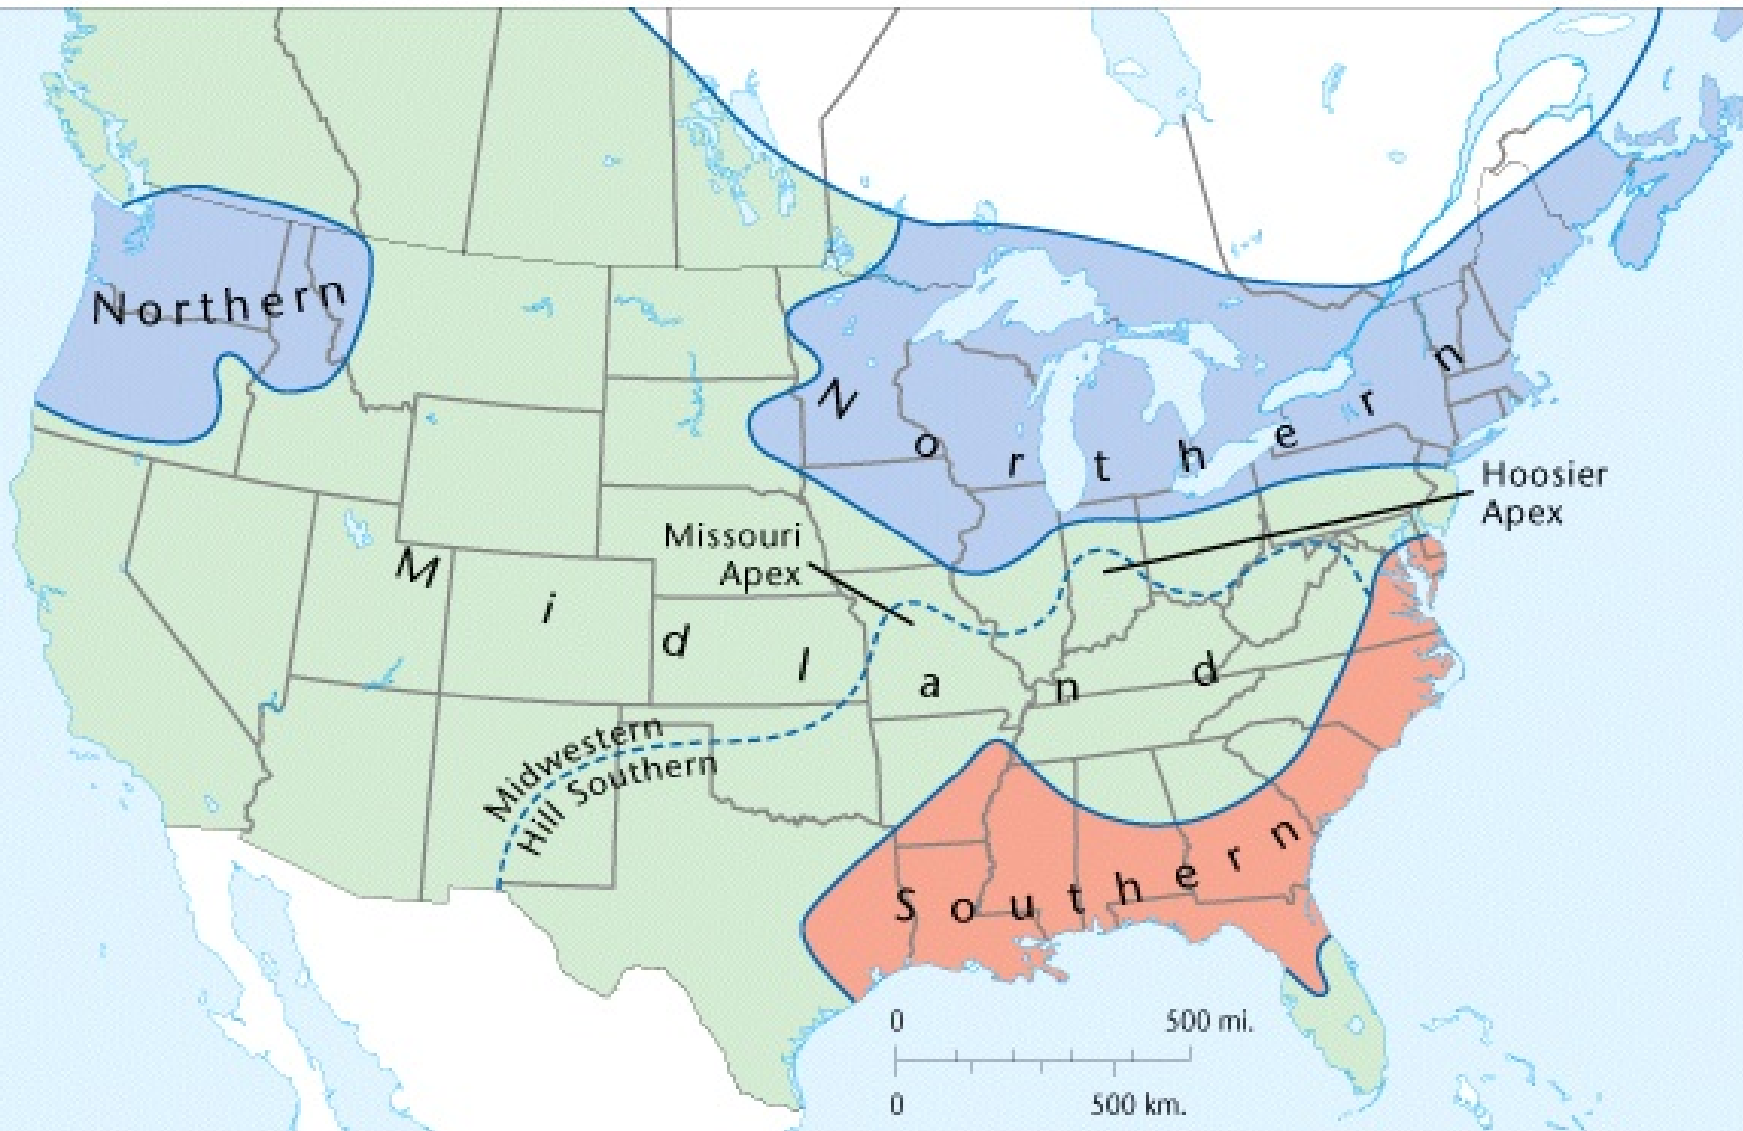 Northern
Northern
Hoosier
Apex
Missouri
Apex
Midland
Midwestern
Hill Southern
Southern
0
500 mi.
0
500 km.